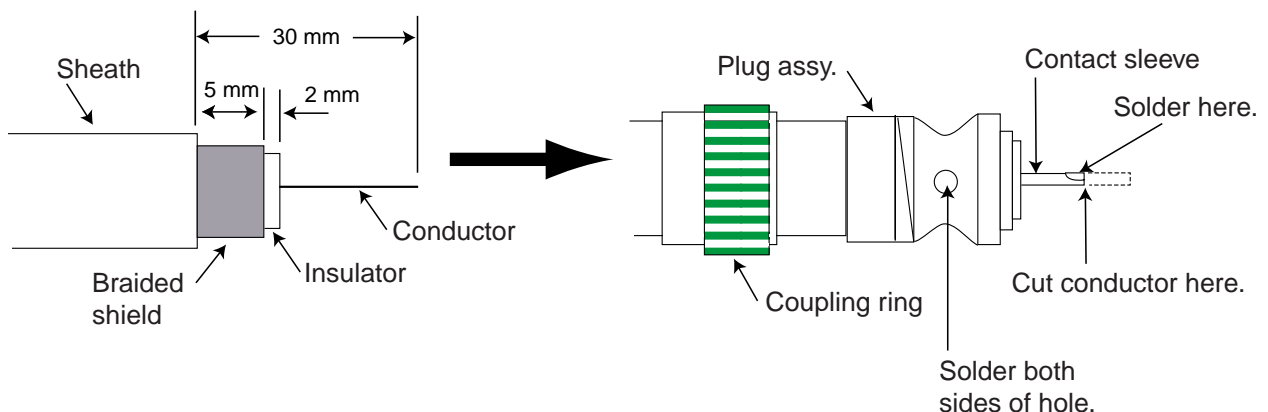 30 mm
Sheath
5 mm
2 mm
Conductor
Insulator
Braided
shield
Plug assy.
Contact sleeve
Solder here.
Coupling ring
Cut conductor here.
Solder both
sides of hole.